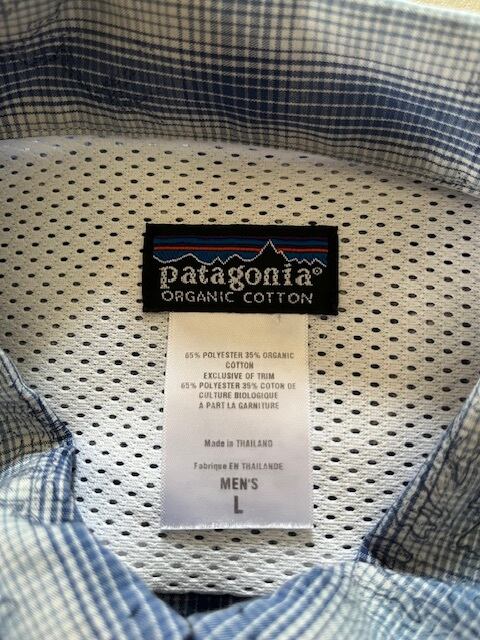 patagonia®
ORGANIC COTTON
65% POLYESTER 35% ORGANIC
COTTON
EXCLUSIVE OF TRIM
65% POLYESTER 35% COTON DE
CULTURE BIOLOGIQUE
A PART LA GARNITURE
Made in THAILAND
Fabrique EN THAILANDE
MEN'S
L